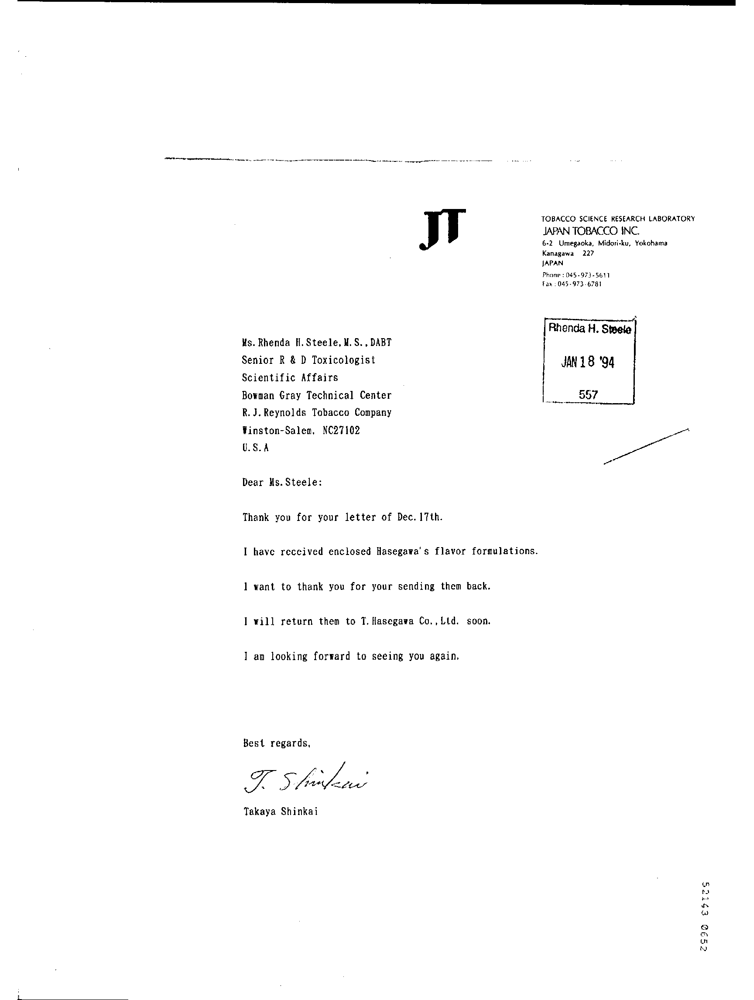 JT
TOBACCO SCIENCE RESEARCH LABORATORY
JAPAN TOBACCO INC.
6-2 Umegaoka, Midori-ku, Yokohama
Kanagawa 227
JAPAN
Phone : 045-973-5611
Fax : 045-973-6781
Rhenda H. Steele
JAN 18 '94
557
Ms. Rhenda H. Steele, M. S. , DABT
Senior R & D Toxicologist
Scientific Affairs
Bowman Gray Technical Center
R. J. Reynolds Tobacco Company
Winston-Salem, NC27102
U. S. A
Dear Ms. Steele:
Thank you for your letter of Dec. 17th.
I have received enclosed Hasegawa's flavor formulations.
I want to thank you for your sending them back.
I will return them to T. Hasegawa Co. , Ltd. soon.
I am looking forward to seeing you again.
Best regards,
T. Shinkai
Takaya Shinkai
52143 0652